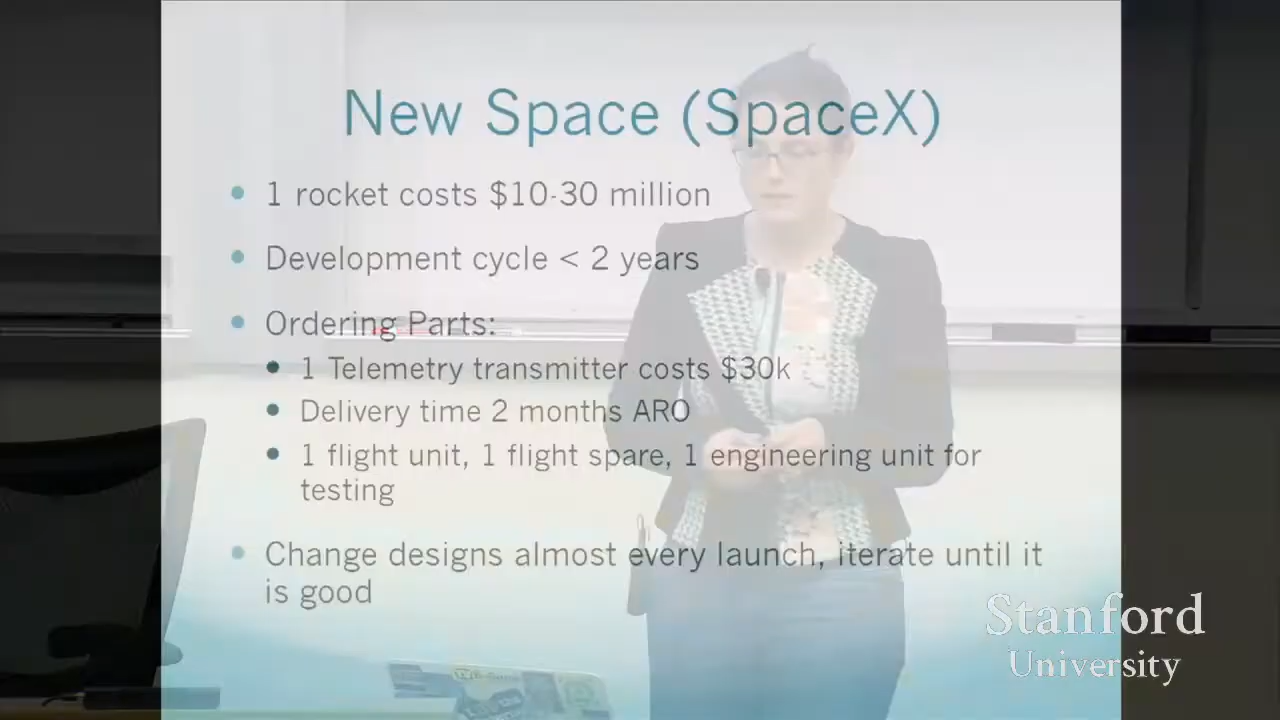 New Space (SpaceX)
1 rocket costs $10-30 million
Development cycle < 2 years
Ordering Parts:
1 Telemetry transmitter costs $30k
Delivery time 2 months ARO
1 flight unit, 1 flight spare, 1 engineering unit for
testing
Change designs almost every launch, iterate until it
is good
Stanford
University